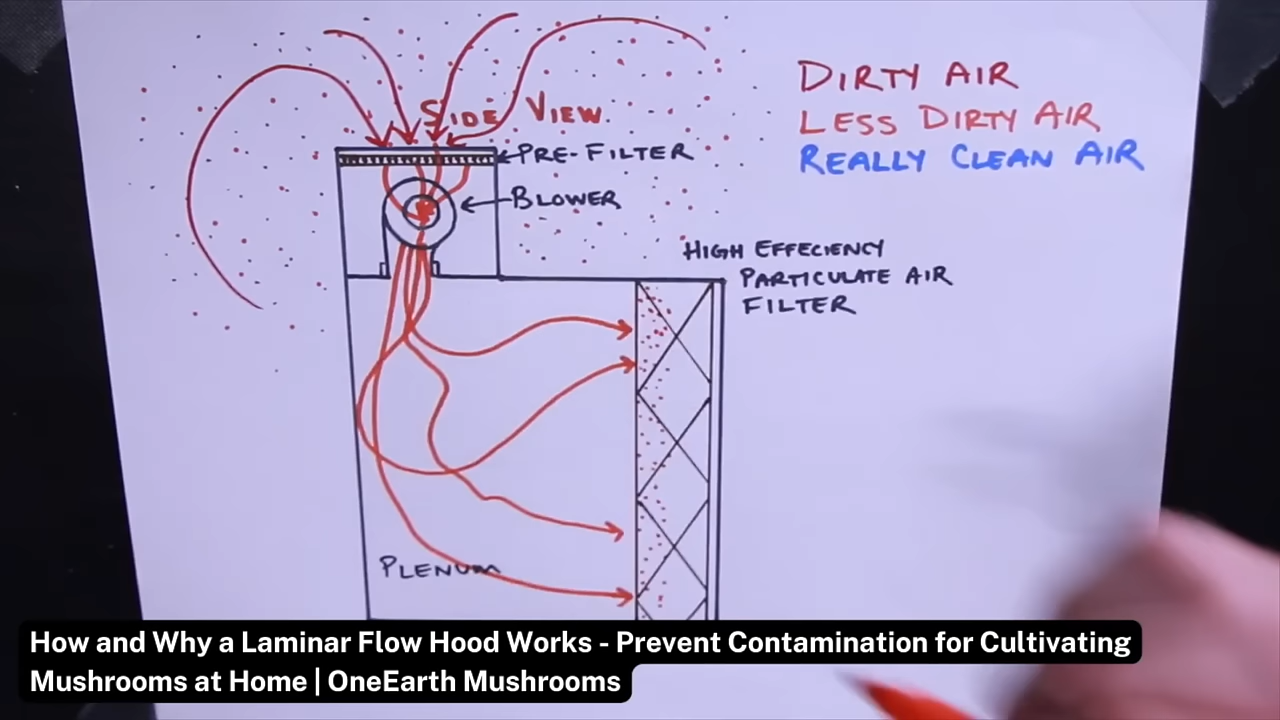 DIRTY AIR
LESS DIRTY AIR
REALLY CLEAN AIR
SIDE VIEW.
PRE-FILTER
BLOWER
HIGH EFFECIENCY
PARTICULATE AIR
FILTER
PLENUM
How and Why a Laminar Flow Hood Works - Prevent Contamination for Cultivating
Mushrooms at Home | OneEarth Mushrooms